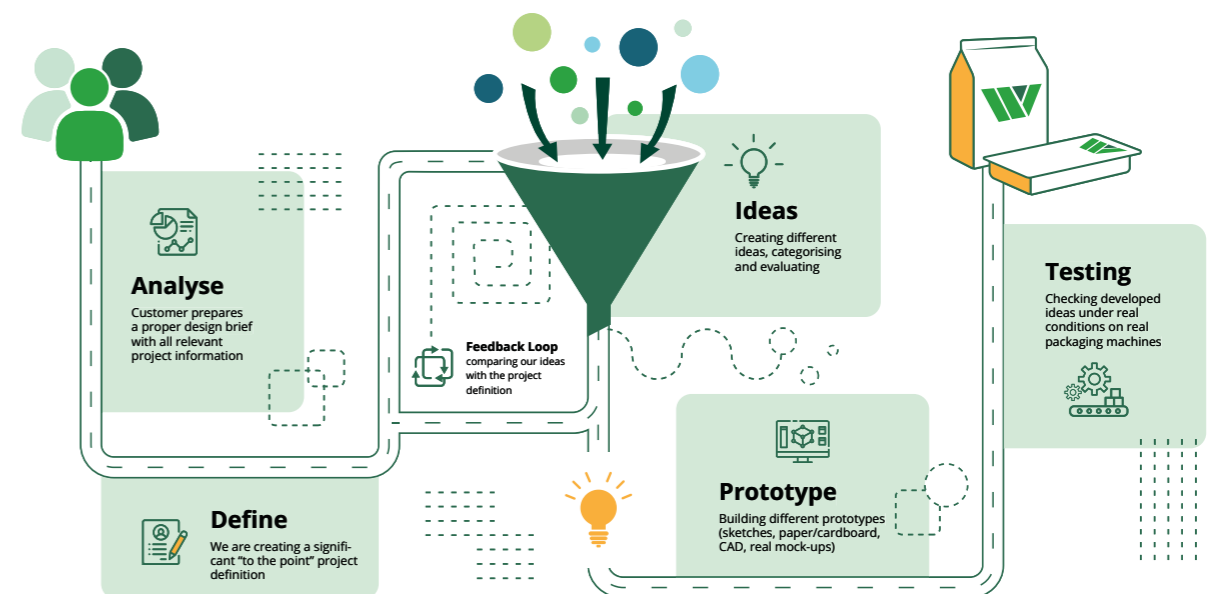 Analyse
Customer prepares
a proper design brief
with all relevant
project information
Define
We are creating a signifi-
cant “to the point” project
definition
Feedback Loop
comparing our ideas
with the project
definition
Ideas
Creating different
ideas, categorising
and evaluating
Prototype
Building different prototypes
(sketches, paper/cardboard,
CAD, real mock-ups)
Testing
Checking developed
ideas under real
conditions on real
packaging machines